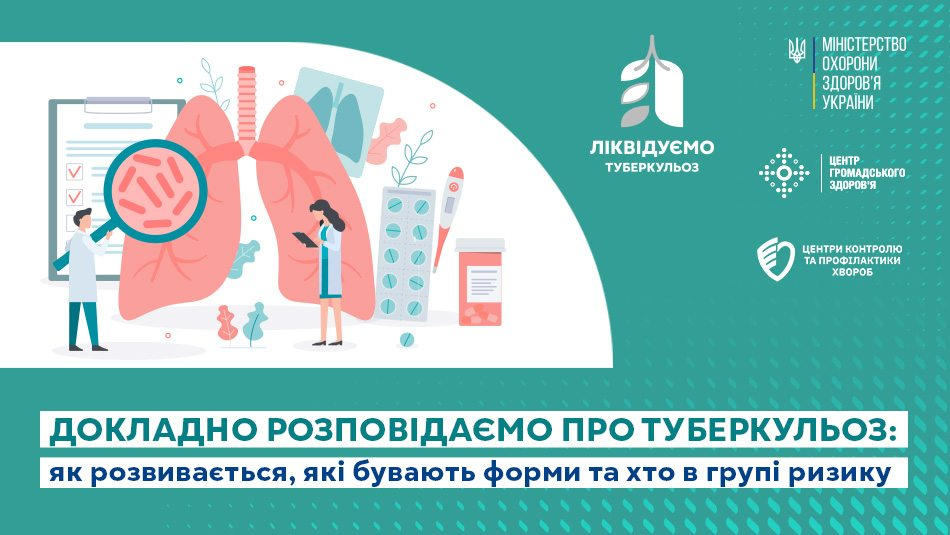 ЛІКВІДУЄМО
ТУБЕРКУЛЬОЗ
МІНІСТЕРСТВО
ОХОРОНИ
ЗДОРОВ'Я
УКРАЇНИ
ЦЕНТР
ГРОМАДСЬКОГО
ЗДОРОВ'Я
ЦЕНТРИ КОНТРОЛЮ
ТА ПРОФІЛАКТИКИ
ХВОРОБ
ДОКЛАДНО РОЗПОВІДАЄМО ПРО ТУБЕРКУЛЬОЗ:
як розвивається, які бувають форми та хто в групі ризику